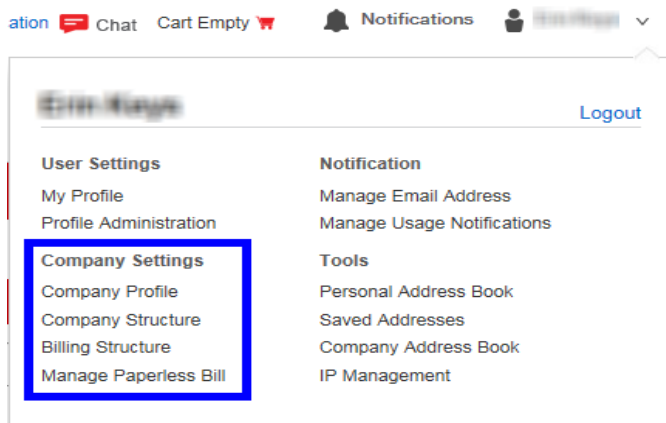 ation Chat Cart Empty Notifications
Logout
User Settings
My Profile
Profile Administration
Company Settings
Company Profile
Company Structure
Billing Structure
Manage Paperless Bill
Notification
Manage Email Address
Manage Usage Notifications
Tools
Personal Address Book
Saved Addresses
Company Address Book
IP Management